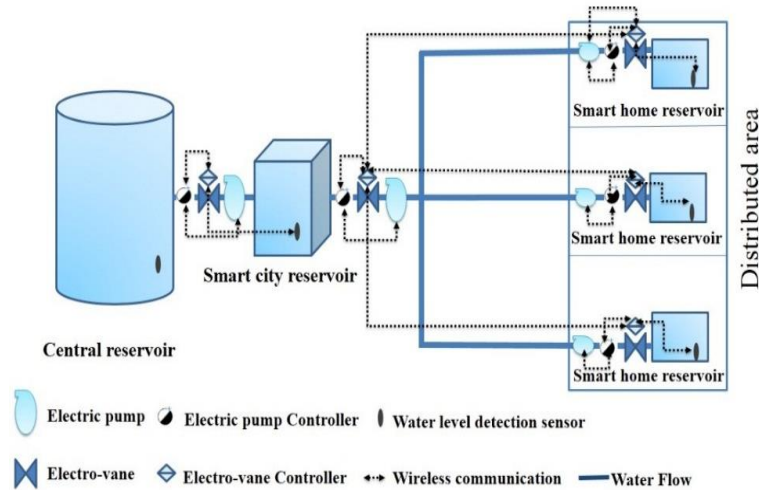 Smart home reservoir
Smart home reservoir
Smart home reservoir
Distributed area
Smart city reservoir
Central reservoir
Electric pump
Electric pump Controller
Water level detection sensor
Electro-vane
Electro-vane Controller
Wireless communication
Water Flow